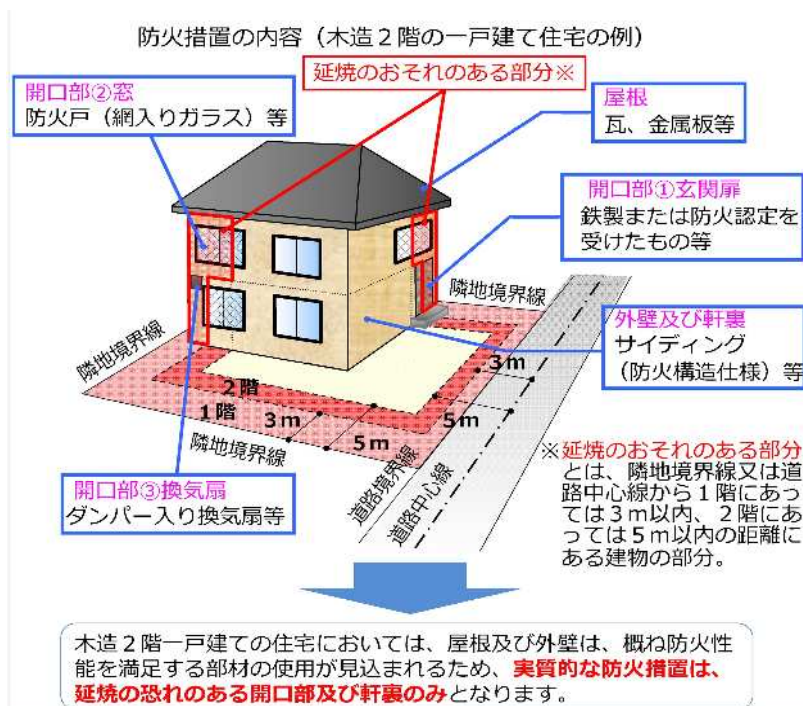 防火措置の内容（木造２階の一戸建て住宅の例）
延焼のおそれのある部分※
開口部②窓
防火戸（網入りガラス）等
屋根
瓦、金属板等
開口部①玄関扉
鉄製または防火認定を
受けたもの等
隣地境界線
外壁及び軒裏
サイディング
（防火構造仕様）等
隣地境界線
２階
１階
３ｍ
５ｍ
３ｍ
５ｍ
隣地境界線
道路境界線
道路中心線
開口部③換気扇
ダンパー入り換気扇等
※延焼のおそれのある部分
とは、隣地境界線又は道
路中心線から１階にあっ
ては３ｍ以内、２階にあ
っては５ｍ以内の距離に
ある建物の部分。
木造２階一戸建ての住宅においては、屋根及び外壁は、概ね防火性
能を満足する部材の使用が見込まれるため、実質的な防火措置は、
延焼の恐れのある開口部及び軒裏のみとなります。